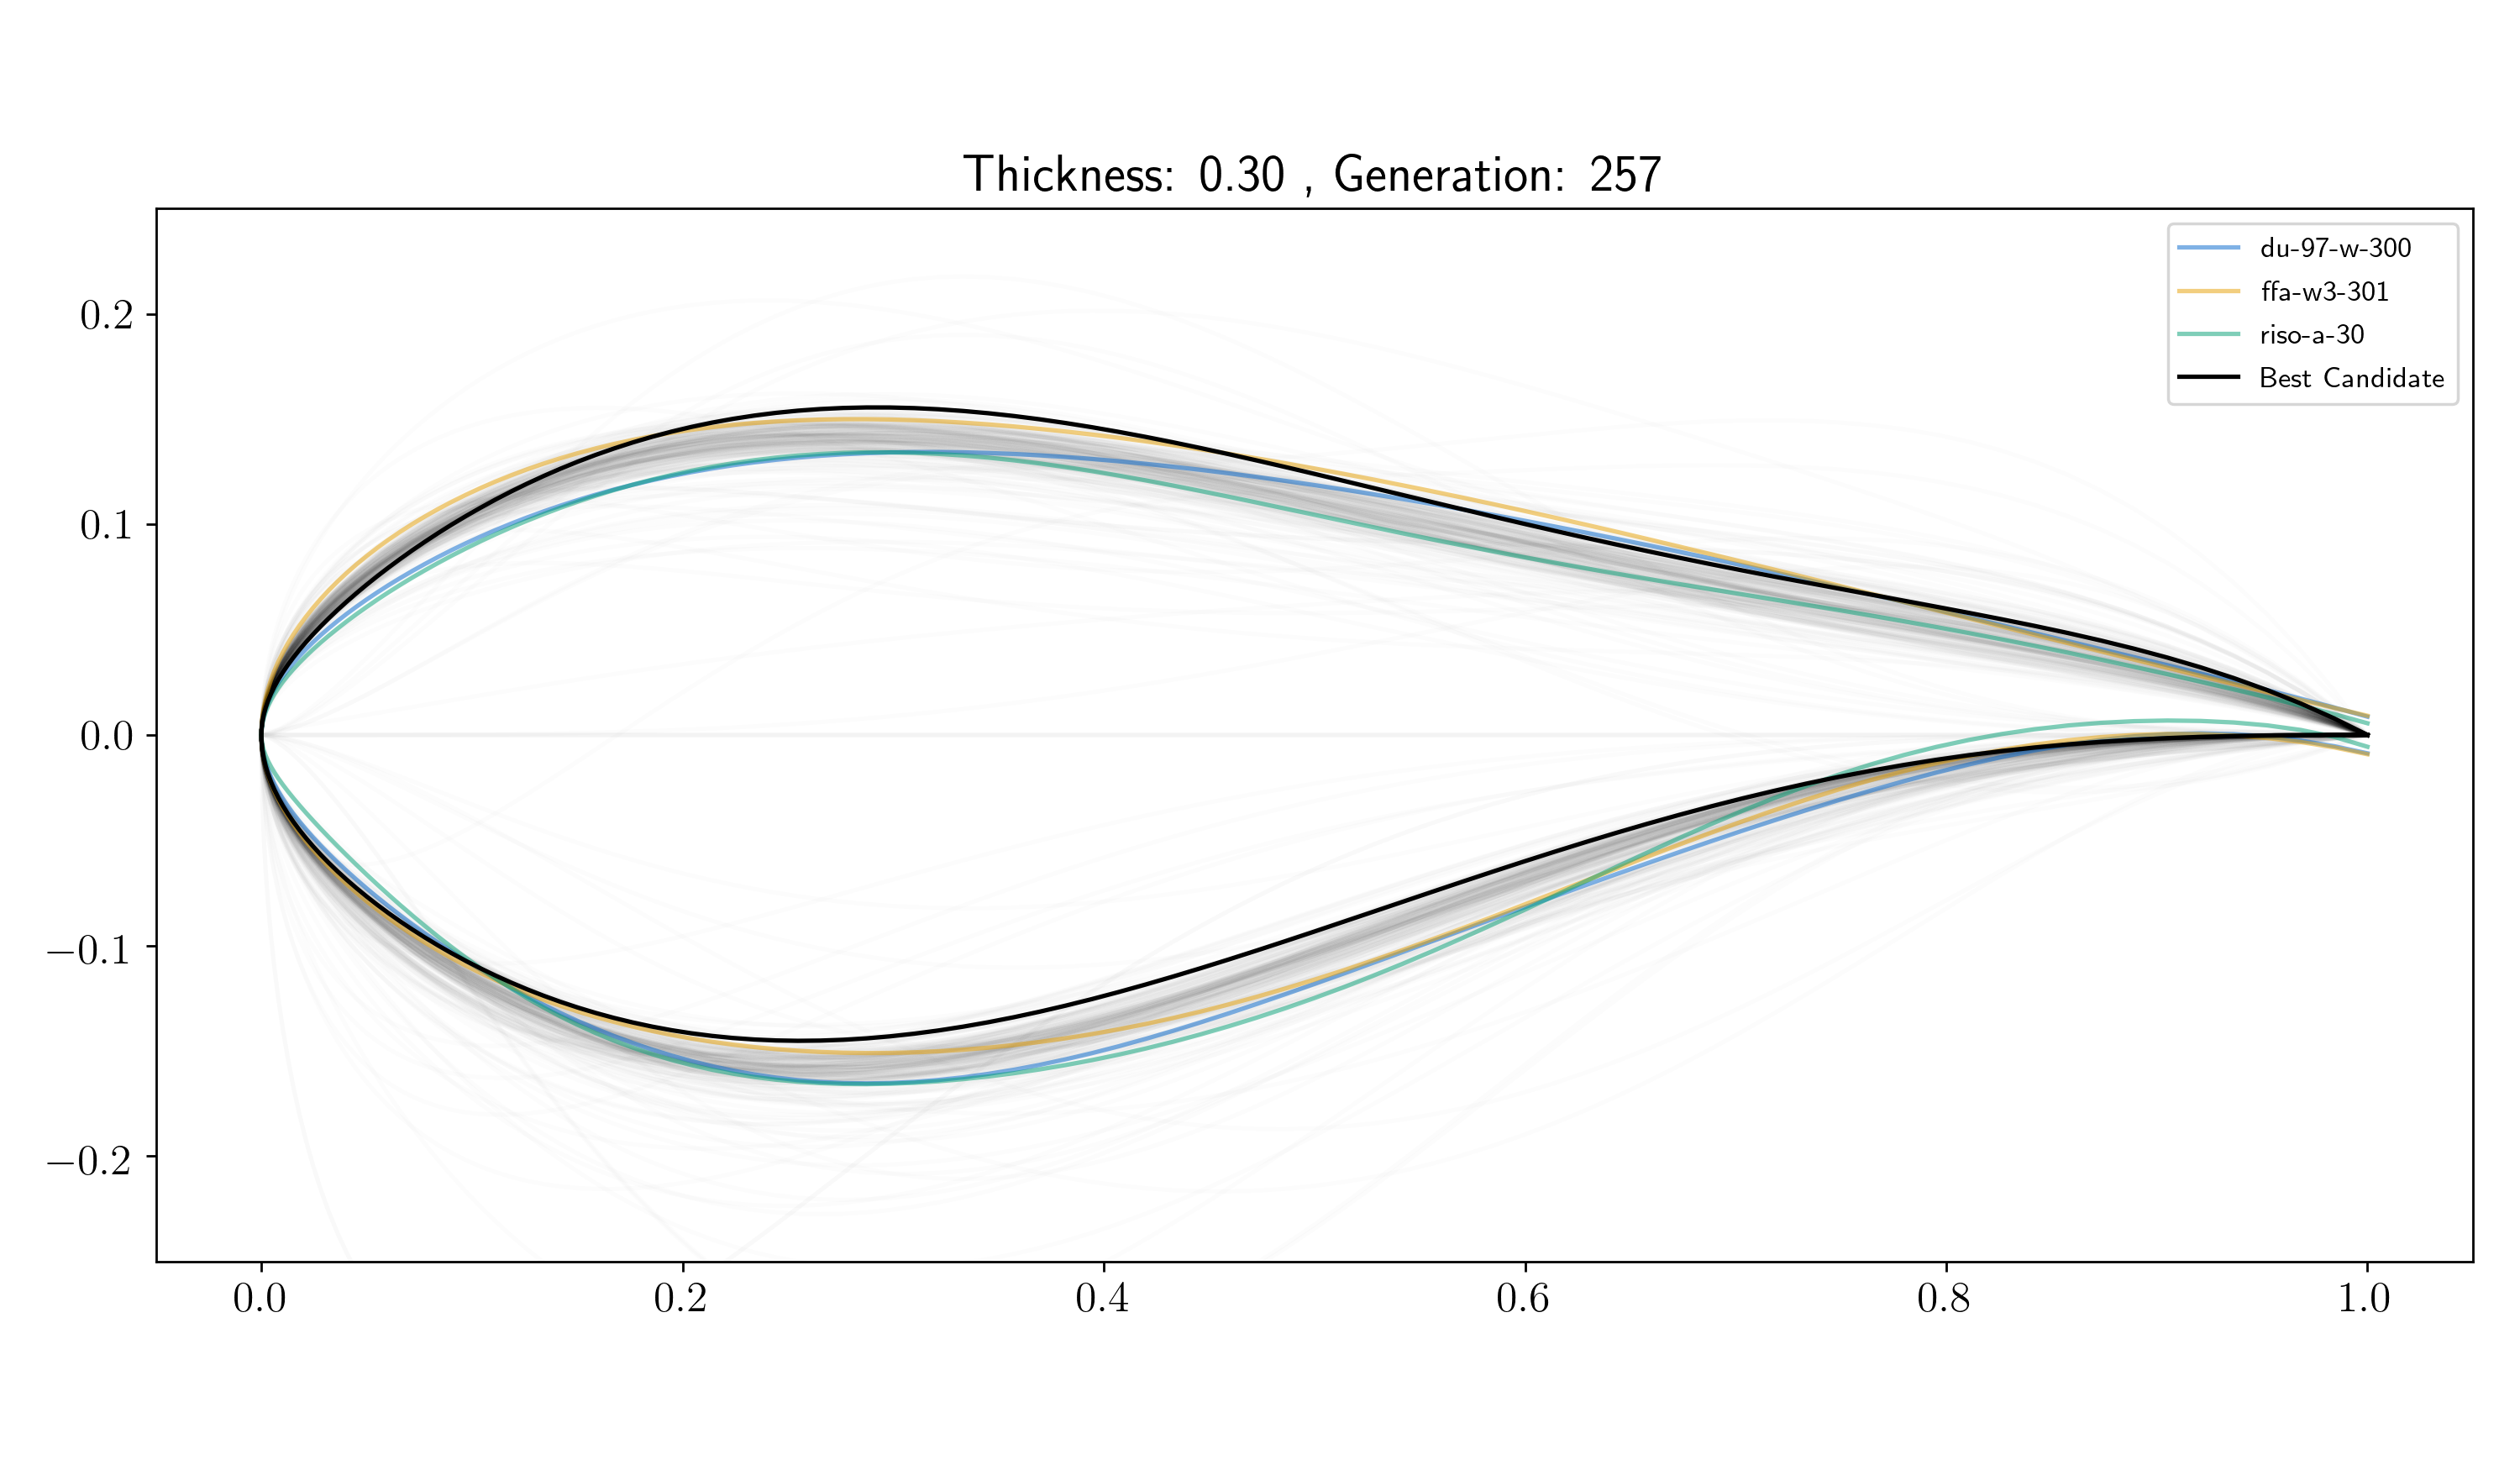 Thickness: 0.30 , Generation: 257
du-97-w-300
ffa-w3-301
riso-a-30
Best Candidate
0.2
0.1
0.0
−0.1
−0.2
0.0 0.2 0.4 0.6 0.8 1.0